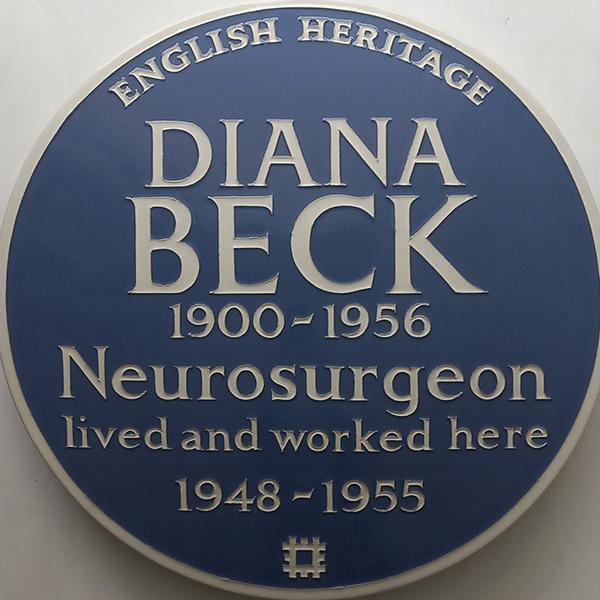 ENGLISH HERITAGE
DIANA
BECK
1900-1956
Neurosurgeon
lived and worked here
1948-1955